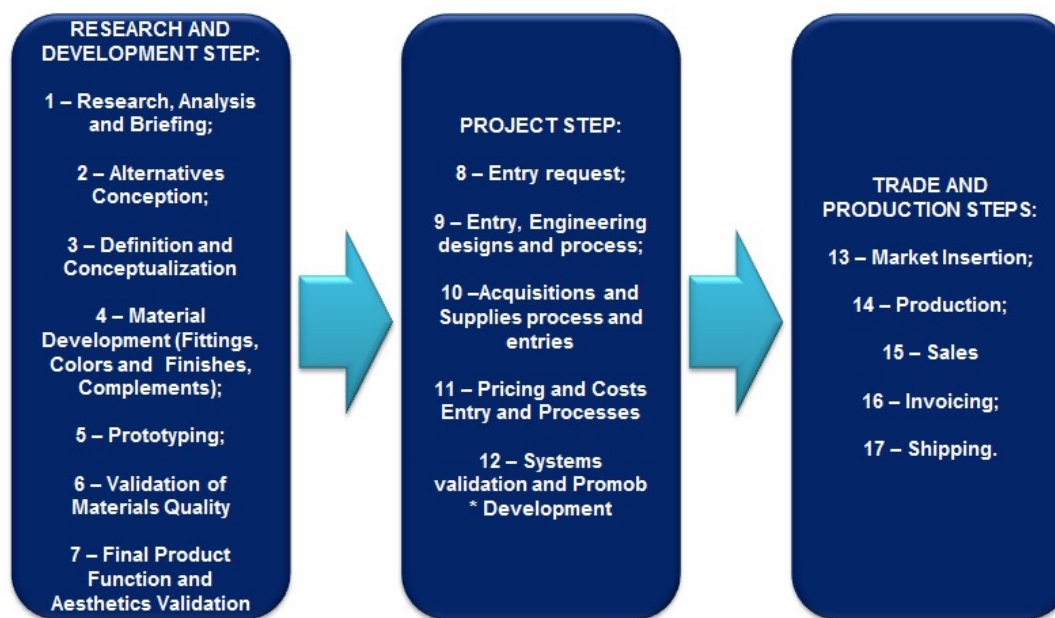 RESEARCH AND
DEVELOPMENT STEP:
1 – Research, Analysis
and Briefing;
2 – Alternatives
Conception;
3 – Definition and
Conceptualization
4 – Material
Development (Fittings,
Colors and Finishes,
Complements);
5 – Prototyping;
6 – Validation of
Materials Quality
7 – Final Product
Function and
Aesthetics Validation
PROJECT STEP:
8 – Entry request;
9 – Entry, Engineering
designs and process;
10 –Acquisitions and
Supplies process and
entries
11 – Pricing and Costs
Entry and Processes
12 – Systems
validation and Promob
* Development
TRADE AND
PRODUCTION STEPS:
13 – Market Insertion;
14 – Production;
15 – Sales
16 – Invoicing;
17 – Shipping.